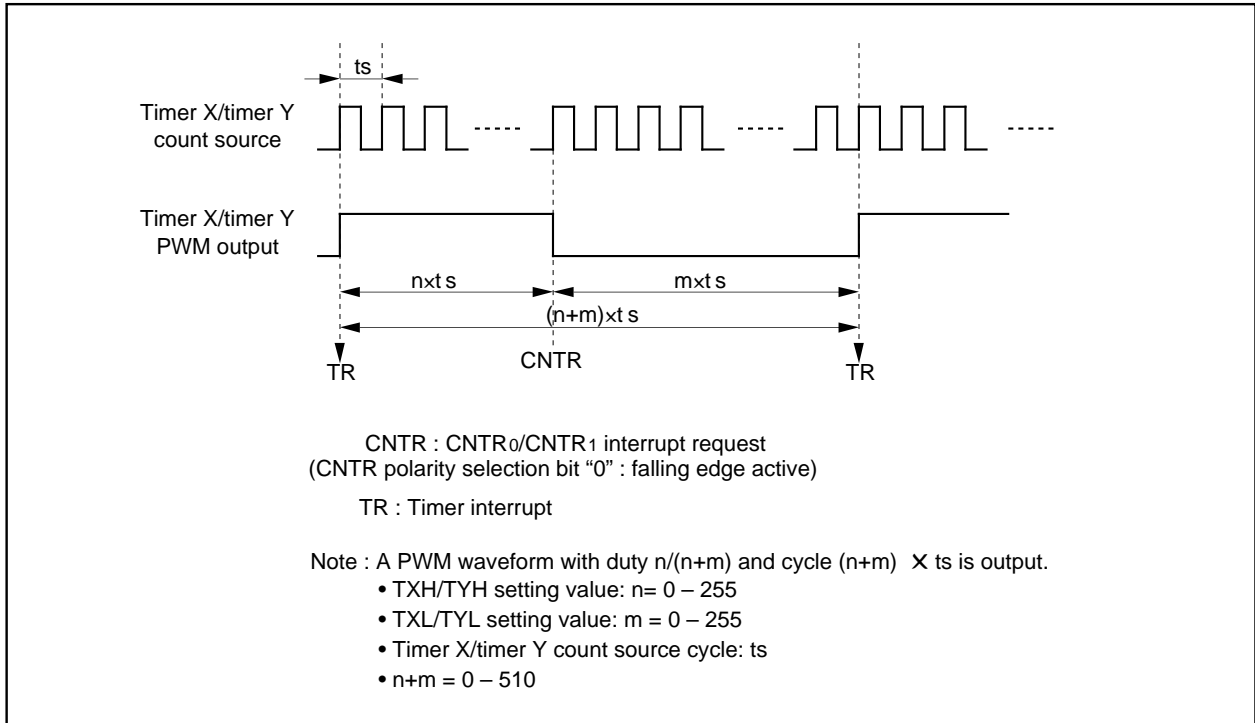 ts
Timer X/timer Y
count source
Timer X/timer Y
PWM output
n×t s
m×t s
(n+m)×t s
TR
CNTR
TR
CNTR : CNTR0/CNTR1 interrupt request
(CNTR polarity selection bit “0” : falling edge active)
TR : Timer interrupt
Note : A PWM waveform with duty n/(n+m) and cycle (n+m) × ts is output.
• TXH/TYH setting value: n= 0 – 255
• TXL/TYL setting value: m = 0 – 255
• Timer X/timer Y count source cycle: ts
• n+m = 0 – 510